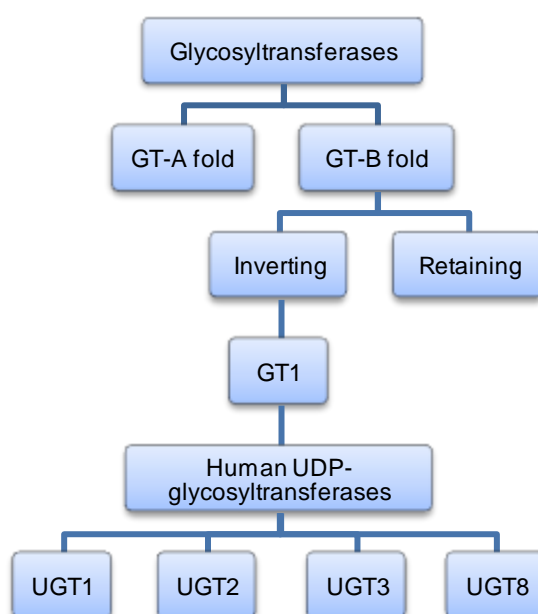 Glycosyltransferases
GT-A fold
GT-B fold
Inverting
Retaining
GT1
Human UDP-
glycosyltransferases
UGT1
UGT2
UGT3
UGT8